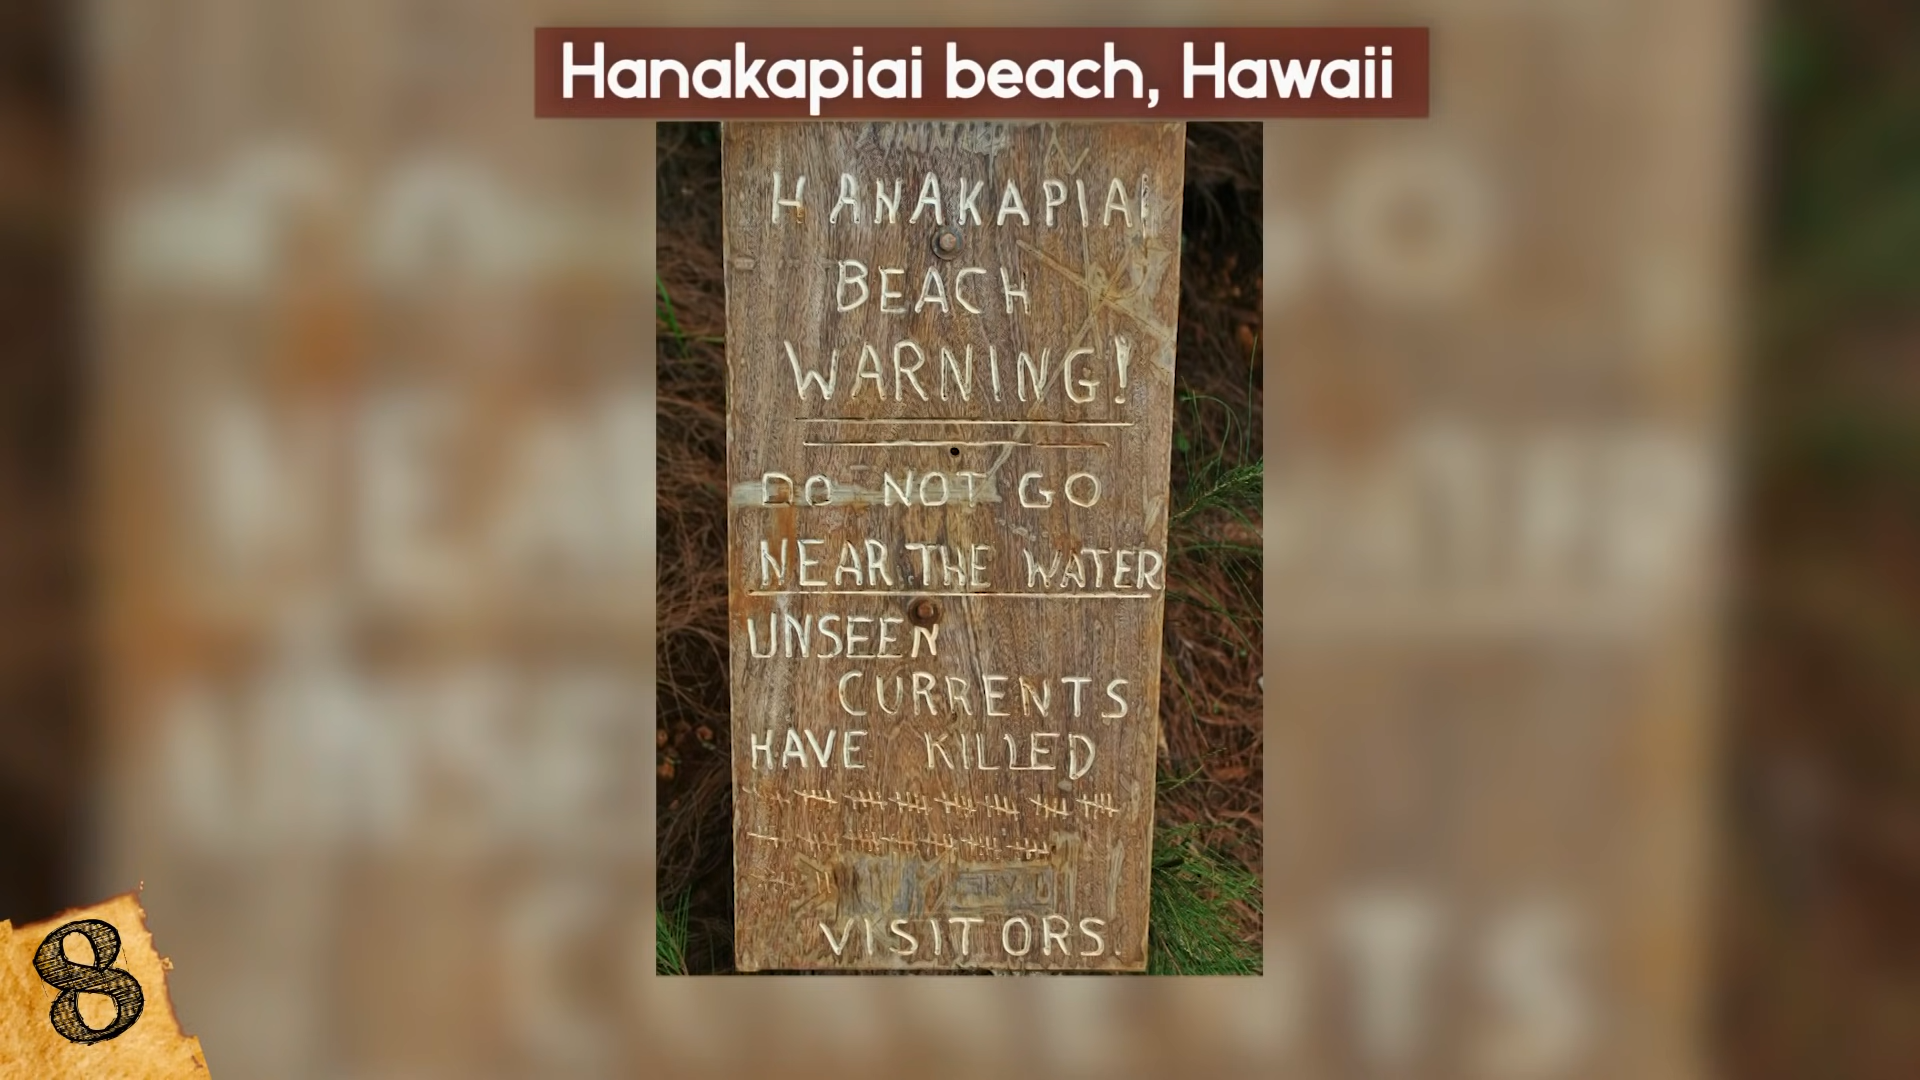 Hanakapiai beach, Hawaii
HANAKAPIAI
BEACH
WARNING!
DO NOT GO
NEAR THE WATER
UNSEEN
CURRENTS
HAVE KILLED
VISITORS.
8